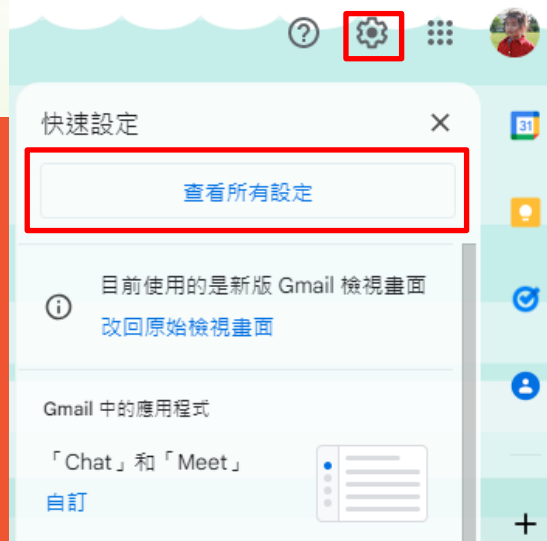 快速設定
查看所有設定
目前使用的是新版 Gmail 檢視畫面
改回原始檢視畫面
Gmail 中的應用程式
「Chat」和「Meet」
自訂
31